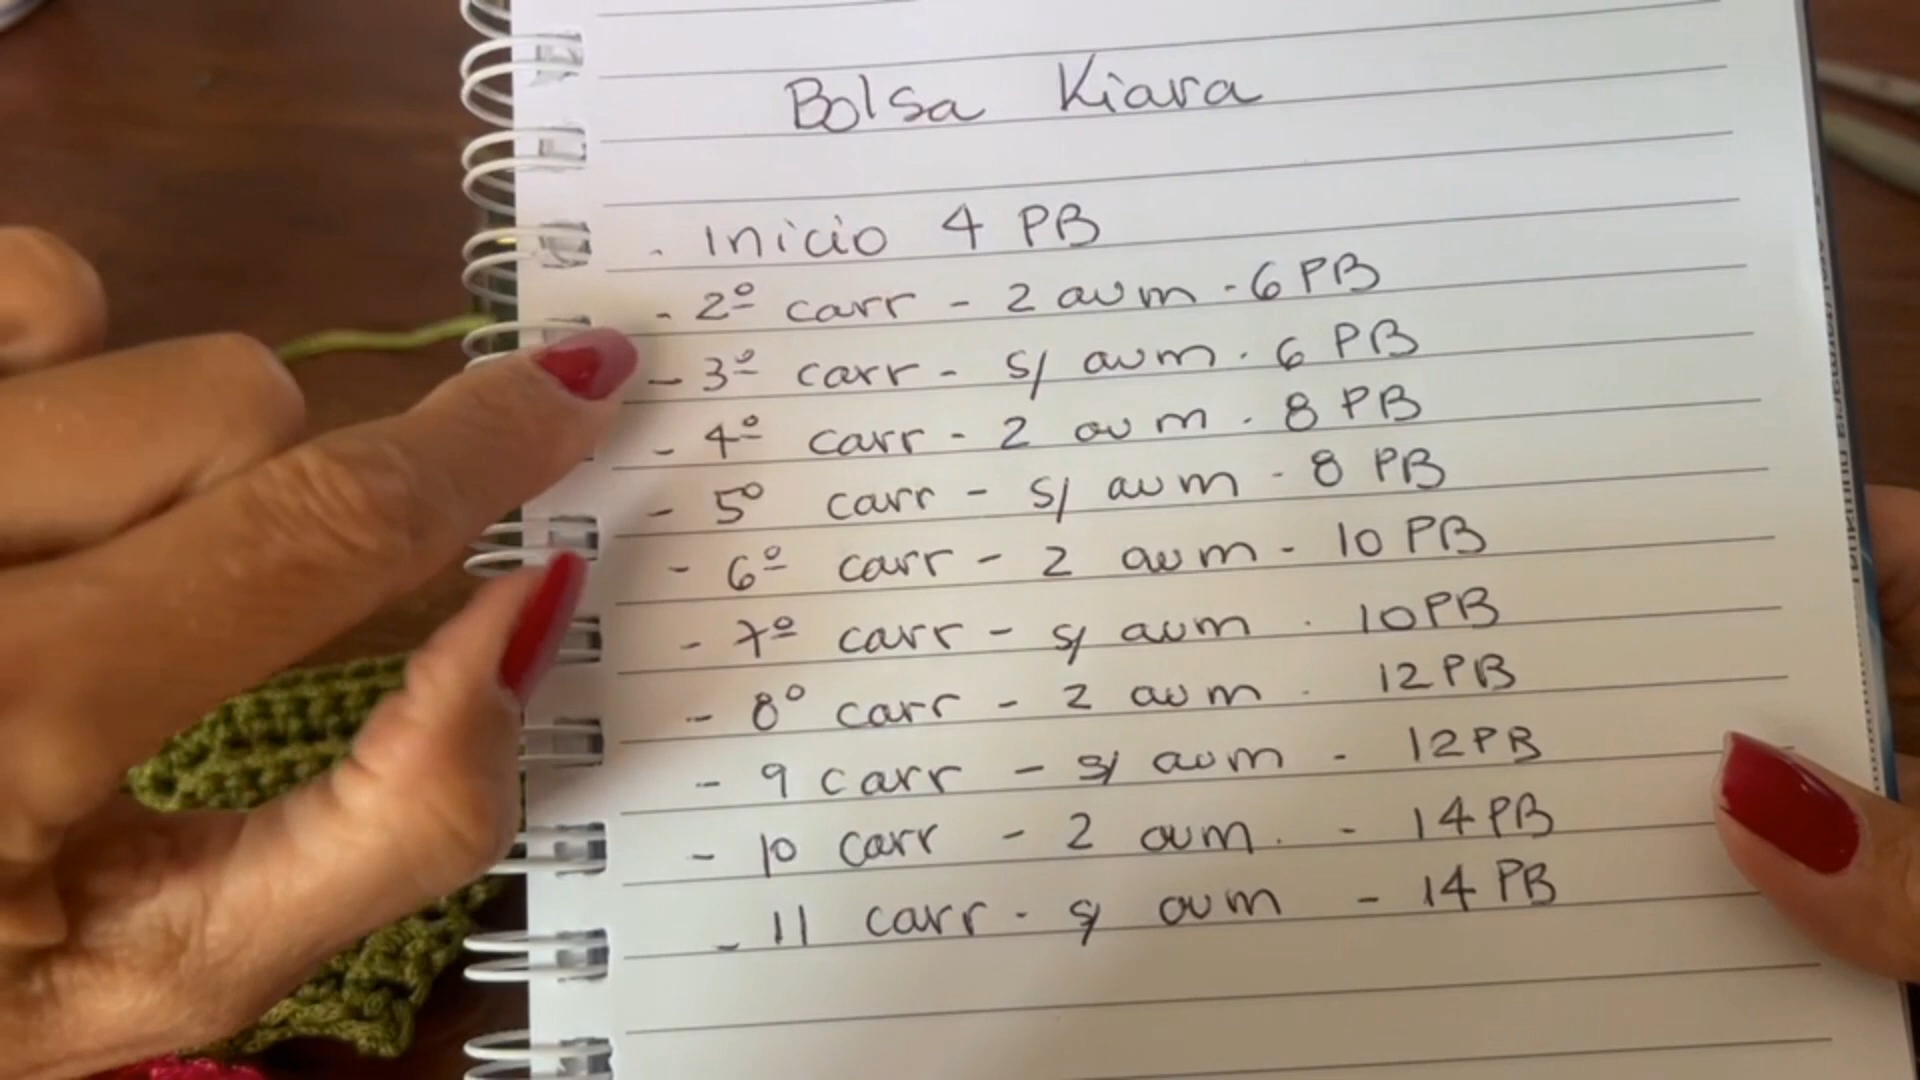 Bolsa Kiara
. Inicio 4 PB
- 2º carr - 2 aum - 6 PB
- 3º carr - s/ aum . 6 PB
- 4º carr - 2 aum . 8 PB
- 5º carr - s/ aum - 8 PB
- 6º carr - 2 aum - 10 PB
- 7º carr - s/ aum . 10 PB
- 8º carr - 2 aum . 12 PB
- 9 carr - s/ aum - 12 PB
- 10 carr - 2 aum . - 14 PB
- 11 carr - s/ aum - 14 PB